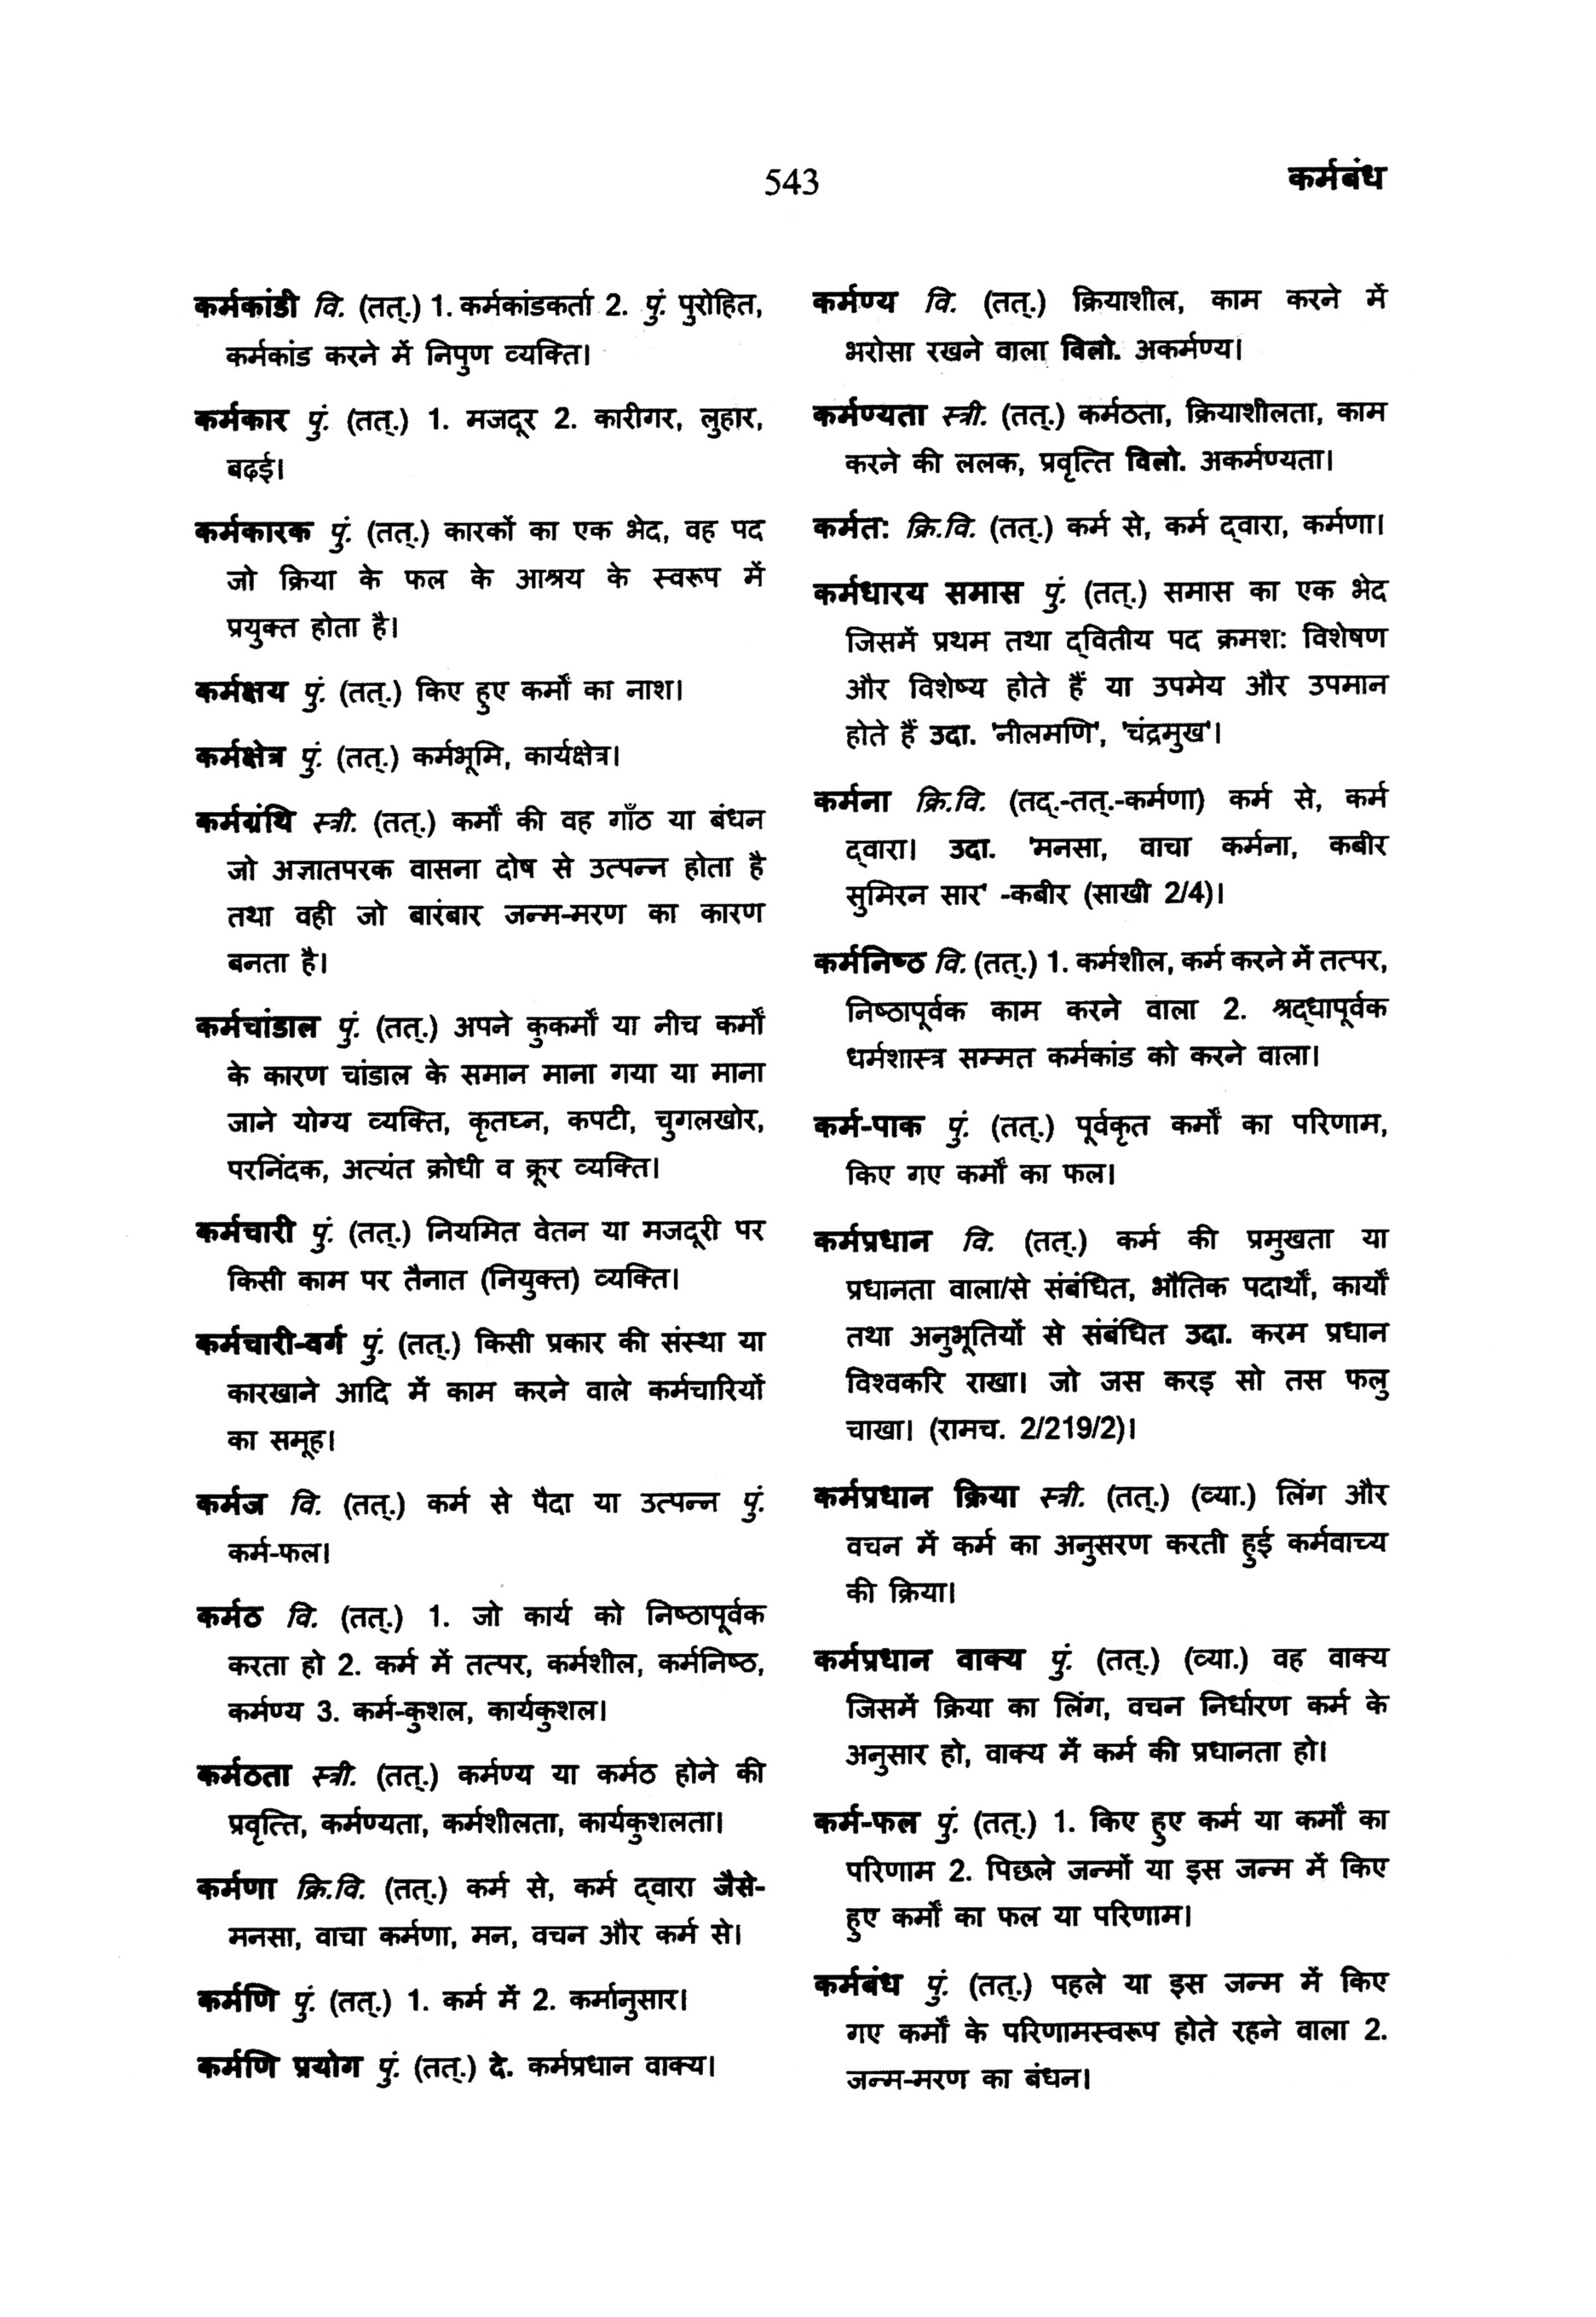 543
कर्मबंध
कर्मकांडी वि. (तत्.) 1. कर्मकांडकर्ता 2. पुं. पुरोहित,
कर्मकांड करने में निपुण व्यक्ति।
कर्मकार पुं. (तत्.) 1. मजदूर 2. कारीगर, लुहार,
बढ़ई।
कर्मकारक पुं. (तत्.) कारकों का एक भेद, वह पद
जो क्रिया के फल के आश्रय के स्वरूप में
प्रयुक्त होता है।
कर्मक्षय पुं. (तत्.) किए हुए कर्मों का नाश।
कर्मक्षेत्र पुं. (तत्.) कर्मभूमि, कार्यक्षेत्र।
कर्मग्रंथि स्त्री. (तत्.) कर्मों की वह गाँठ या बंधन
जो अज्ञातपरक वासना दोष से उत्पन्न होता है
तथा वही जो बारंबार जन्म-मरण का कारण
बनता है।
कर्मचांडाल पुं. (तत्.) अपने कुकर्मों या नीच कर्मों
के कारण चांडाल के समान माना गया या माना
जाने योग्य व्यक्ति, कृतघ्न, कपटी, चुगलखोर,
परनिंदक, अत्यंत क्रोधी व क्रूर व्यक्ति।
कर्मचारी पुं. (तत्.) नियमित वेतन या मजदूरी पर
किसी काम पर तैनात (नियुक्त) व्यक्ति।
कर्मचारी-वर्ग पुं. (तत्.) किसी प्रकार की संस्था या
कारखाने आदि में काम करने वाले कर्मचारियों
का समूह।
कर्मज वि. (तत्.) कर्म से पैदा या उत्पन्न पुं.
कर्म-फल।
कर्मठ वि. (तत्.) 1. जो कार्य को निष्ठापूर्वक
करता हो 2. कर्म में तत्पर, कर्मशील, कर्मनिष्ठ,
कर्मण्य 3. कर्म-कुशल, कार्यकुशल।
कर्मठता स्त्री. (तत्.) कर्मण्य या कर्मठ होने की
प्रवृत्ति, कर्मण्यता, कर्मशीलता, कार्यकुशलता।
कर्मणा क्रि.वि. (तत्.) कर्म से, कर्म द्‌वारा जैसे-
मनसा, वाचा कर्मणा, मन, वचन और कर्म से।
कर्मणि पुं. (तत्.) 1. कर्म में 2. कर्मानुसार।
कर्मणि प्रयोग पुं. (तत्.) दे. कर्मप्रधान वाक्य।
कर्मण्य वि. (तत्.) क्रियाशील, काम करने में
भरोसा रखने वाला विलो. अकर्मण्य।
कर्मण्यता स्त्री. (तत्.) कर्मठता, क्रियाशीलता, काम
करने की ललक, प्रवृत्ति विलो. अकर्मण्यता।
कर्मत: क्रि.वि. (तत्.) कर्म से, कर्म द्‌वारा, कर्मणा।
कर्मधारय समास पुं. (तत्.) समास का एक भेद
जिसमें प्रथम तथा द्‌वितीय पद क्रमश: विशेषण
और विशेष्य होते हैं या उपमेय और उपमान
होते हैं उदा. 'नीलमणि', 'चंद्रमुख'।
कर्मना क्रि.वि. (तद्.-तत्.-कर्मणा) कर्म से, कर्म
द्‌वारा। उदा. 'मनसा, वाचा कर्मना, कबीर
सुमिरन सार' -कबीर (साखी 2/4)।
कर्मनिष्ठ वि. (तत्.) 1. कर्मशील, कर्म करने में तत्पर,
निष्ठापूर्वक काम करने वाला 2. श्रद्‌धापूर्वक
धर्मशास्त्र सम्मत कर्मकांड को करने वाला।
कर्म-पाक पुं. (तत्.) पूर्वकृत कर्मों का परिणाम,
किए गए कर्मों का फल।
कर्मप्रधान वि. (तत्.) कर्म की प्रमुखता या
प्रधानता वाला/से संबंधित, भौतिक पदार्थों, कार्यों
तथा अनुभूतियों से संबंधित उदा. करम प्रधान
विश्वकरि राखा। जो जस करइ सो तस फलु
चाखा। (रामच. 2/219/2)।
कर्मप्रधान क्रिया स्त्री. (तत्.) (व्या.) लिंग और
वचन में कर्म का अनुसरण करती हुई कर्मवाच्य
की क्रिया।
कर्मप्रधान वाक्य पुं. (तत्.) (व्या.) वह वाक्य
जिसमें क्रिया का लिंग, वचन निर्धारण कर्म के
अनुसार हो, वाक्य में कर्म की प्रधानता हो।
कर्म-फल पुं. (तत्.) 1. किए हुए कर्म या कर्मों का
परिणाम 2. पिछले जन्मों या इस जन्म में किए
हुए कर्मों का फल या परिणाम।
कर्मबंध पुं. (तत्.) पहले या इस जन्म में किए
गए कर्मों के परिणामस्वरूप होते रहने वाला 2.
जन्म-मरण का बंधन।